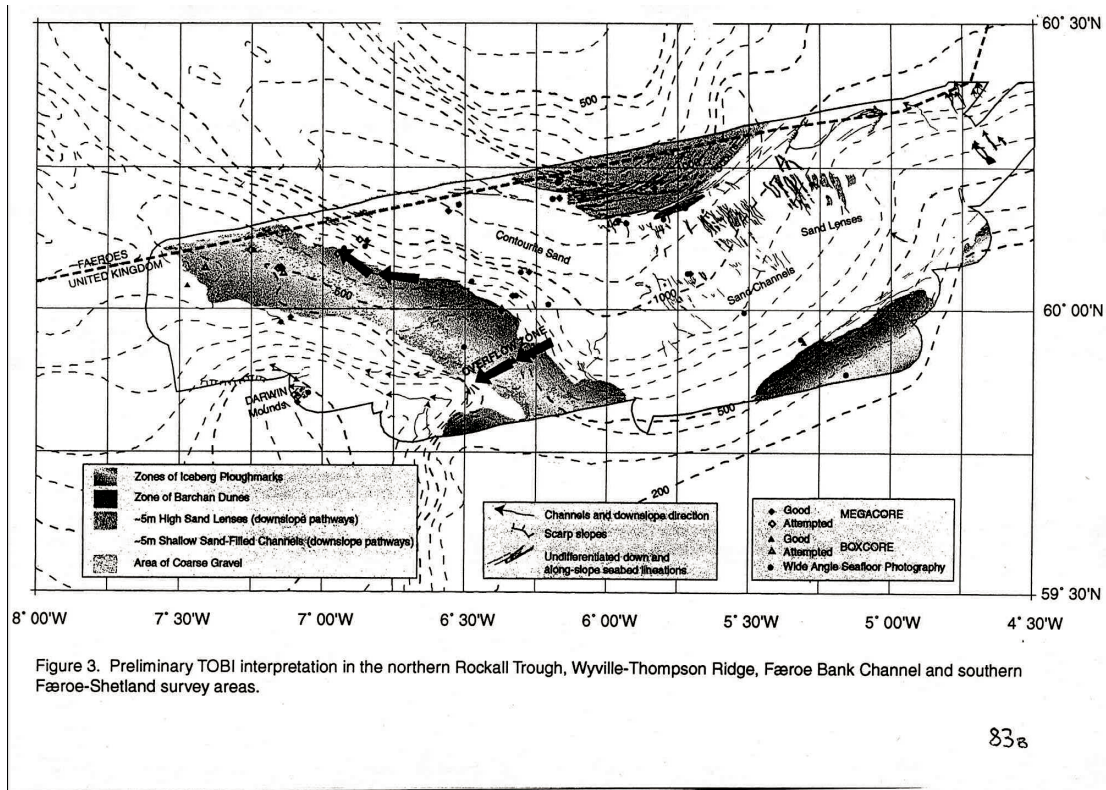 60° 30'N
500
FAEROES
UNITED KINGDOM
Contourite Sand
Sand Lenses
Sand-Channels
1000
500
60° 00'N
OVERFLOW ZONE
DARWIN
Mounds
500
200
Zones of Iceberg Ploughmarks
Zone of Barchan Dunes
~5m High Sand Lenses (downslope pathways)
~5m Shallow Sand-Filled Channels (downslope pathways)
Area of Coarse Gravel
Channels and downslope direction
Scarp slopes
Undifferentiated down and
along-slope seabed lineations
Good
Attempted
MEGACORE
Good
Attempted
BOXCORE
Wide Angle Seafloor Photography
59° 30'N
8° 00'W 7° 30'W 7° 00'W 6° 30'W 6° 00'W 5° 30'W 5° 00'W 4° 30'W
Figure 3. Preliminary TOBI interpretation in the northern Rockall Trough, Wyville-Thompson Ridge, Færoe Bank Channel and southern
Færoe-Shetland survey areas.
83B